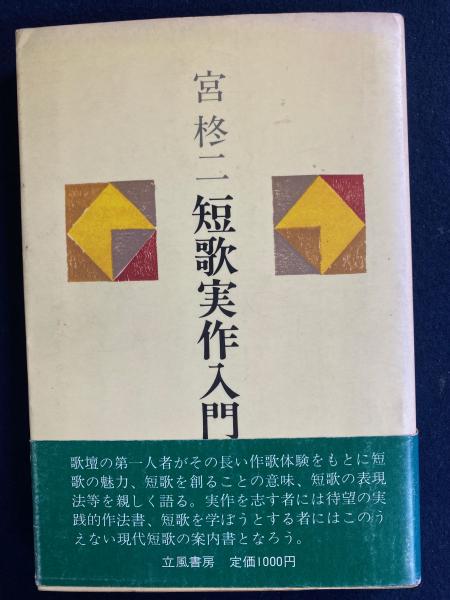 宮柊二
短歌実作入門
歌壇の第一人者がその長い作歌体験をもとに短
歌の魅力、短歌を創ることの意味、短歌の表現
法等を親しく語る。実作を志す者には待望の実
践的作法書、短歌を学ぼうとする者にはこのう
えない現代短歌の案内書となろう。
立風書房 定価1000円